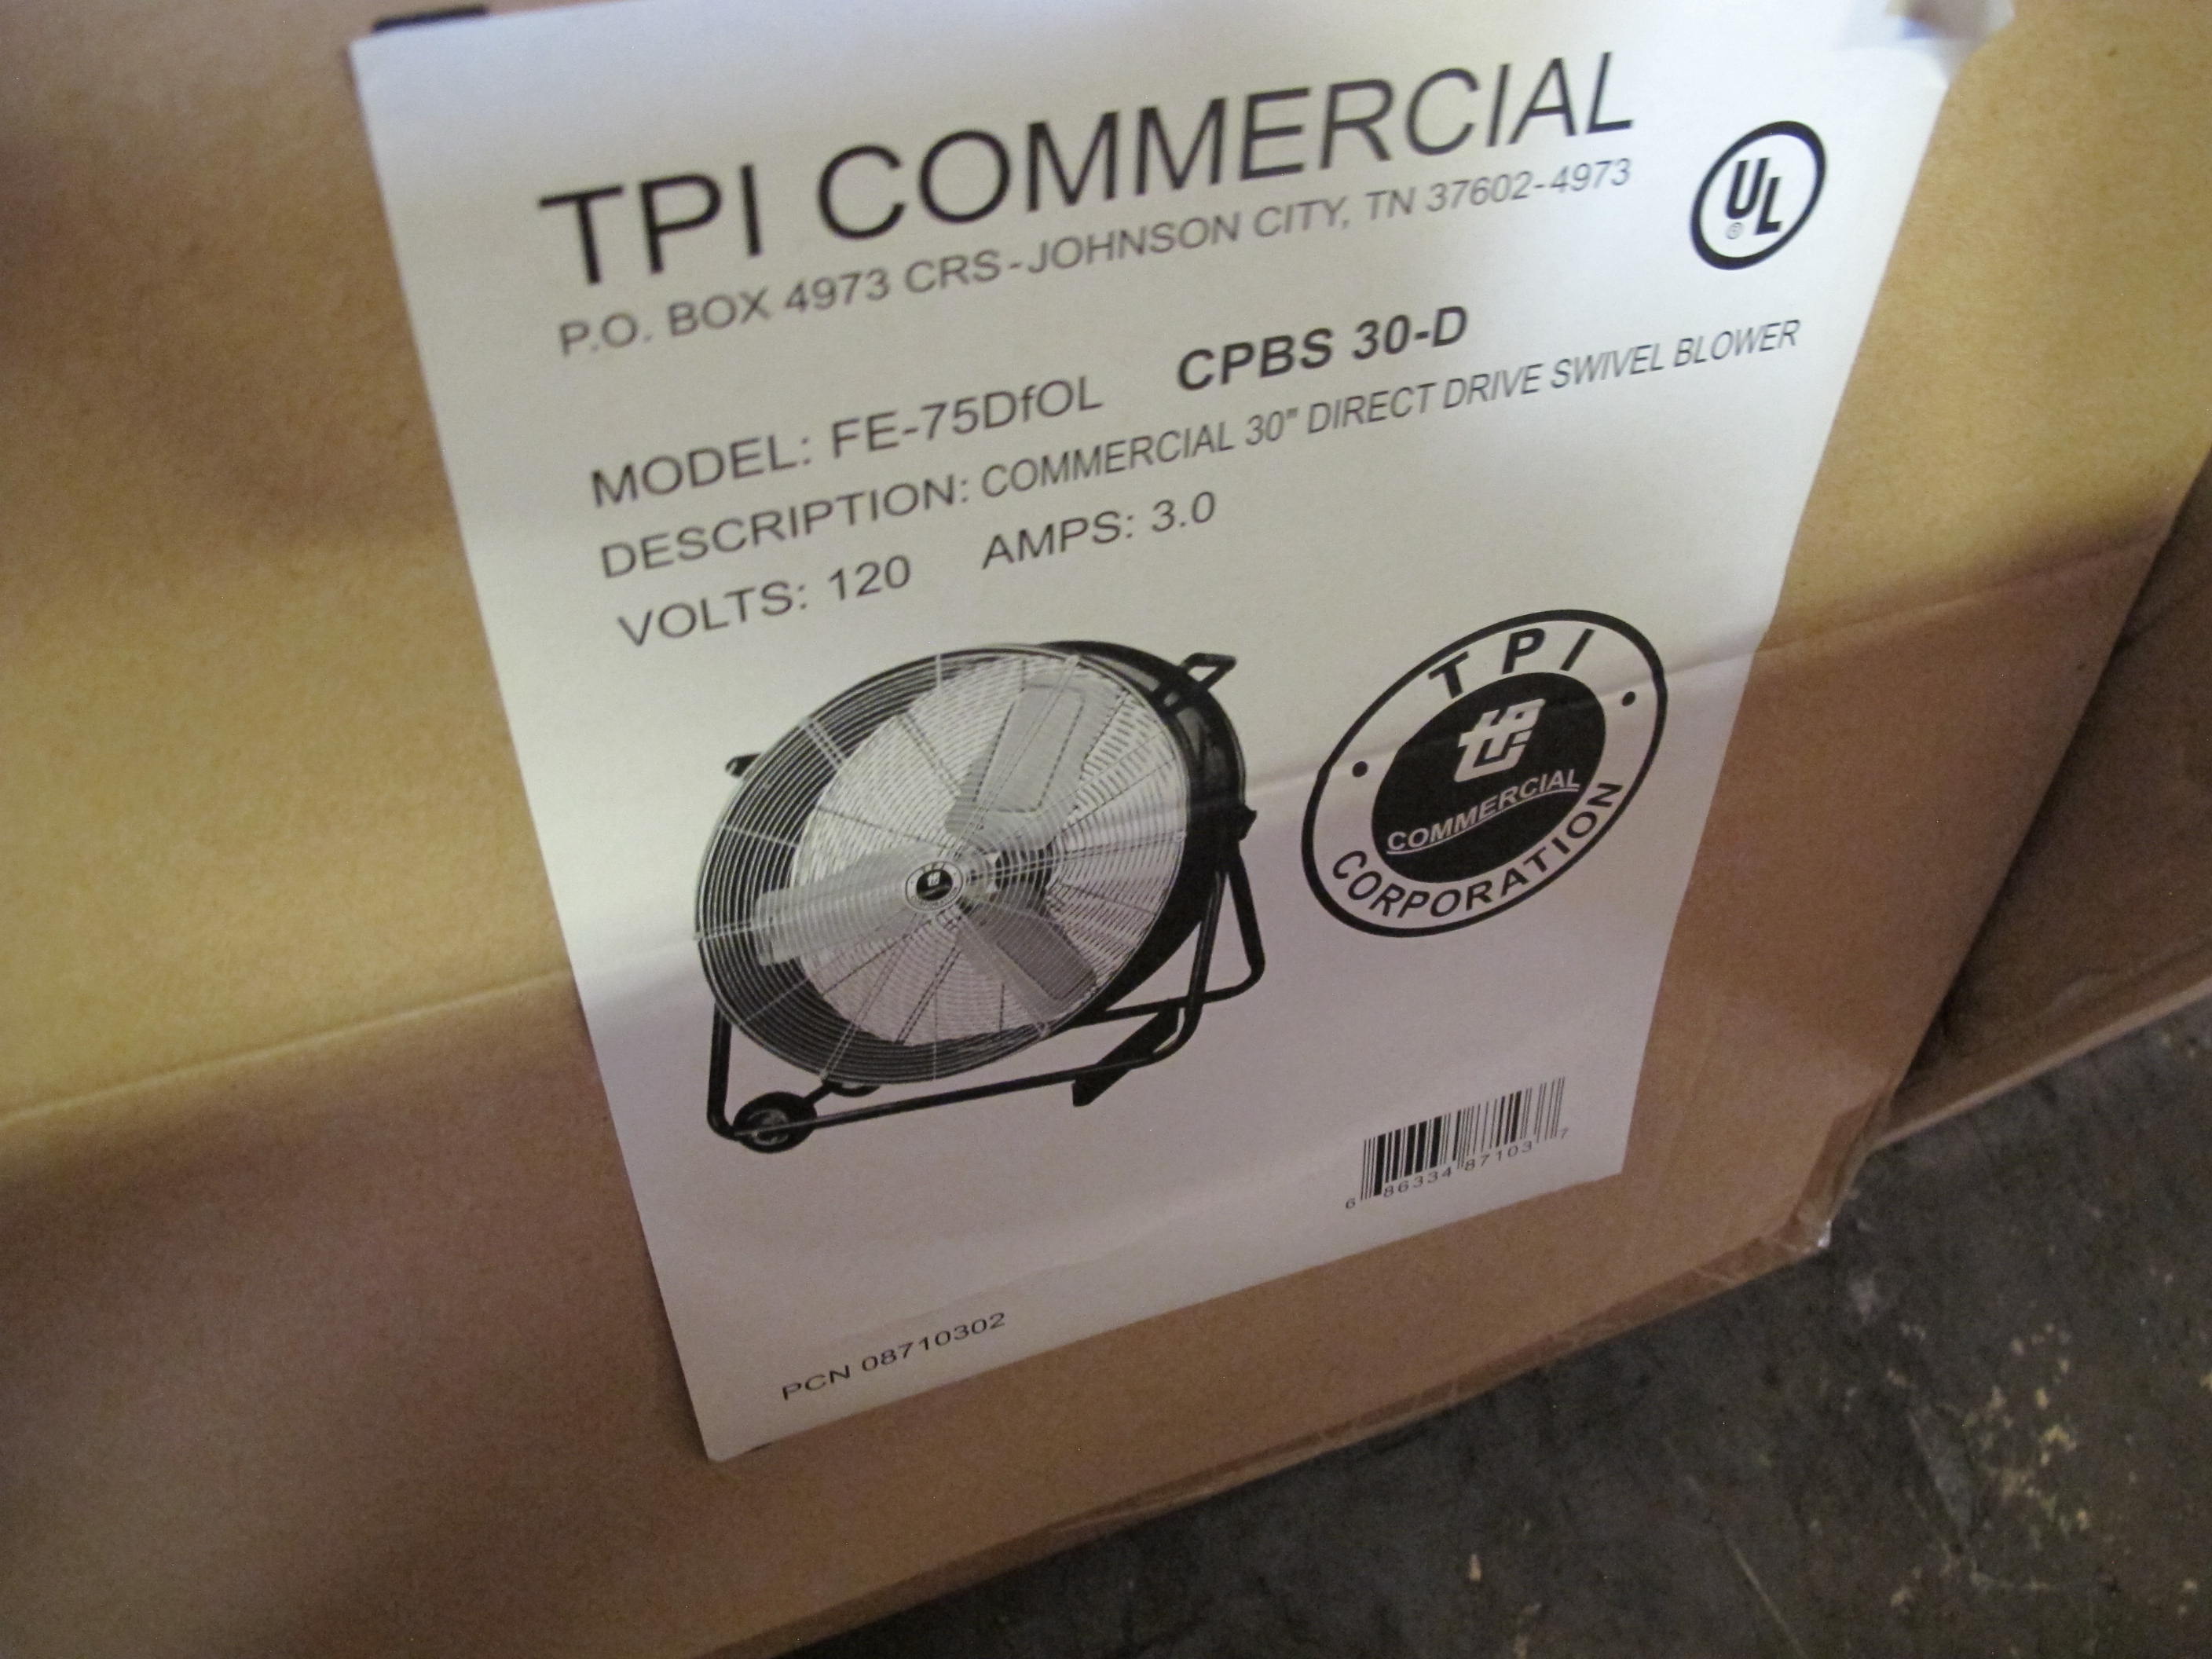 TPI COMMERCIAL
P.O. BOX 4973 CRS-JOHNSON CITY, TN 37602-4973
UL
®
MODEL: FE-75DfOL CPBS 30-D
DESCRIPTION: COMMERCIAL 30" DIRECT DRIVE SWIVEL BLOWER
VOLTS: 120 AMPS: 3.0
TPI
COMMERCIAL
CORPORATION
6 86334 87103 7
PCN 08710302